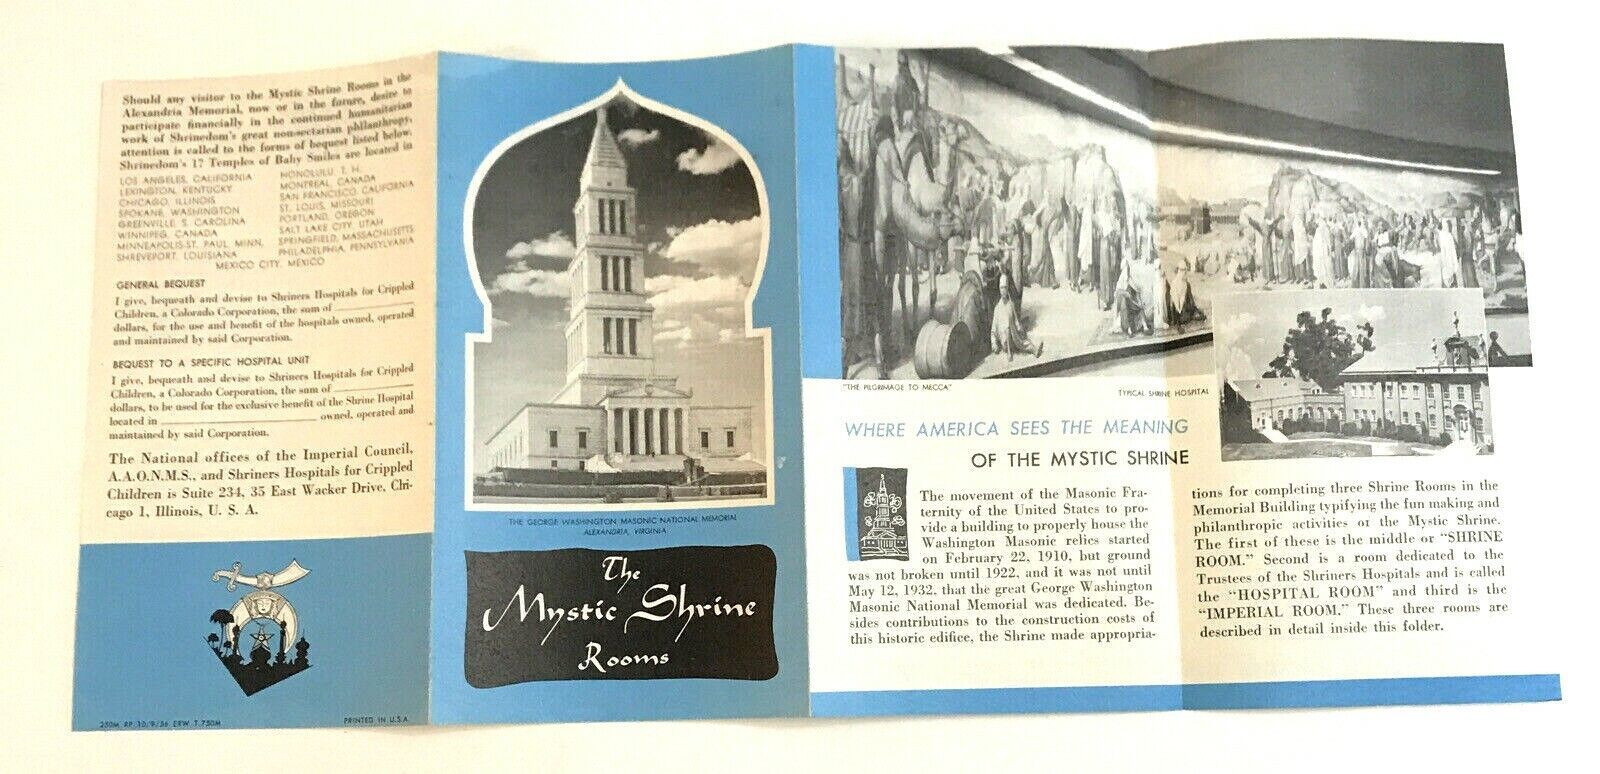 Should any visitor to the Mystic Shrine Rooms in the
Alexandria Memorial, now or in the future, desire to
participate financially in the continued humanitarian
work of Shrinedom's great non-sectarian philanthropy,
attention is called to the forms of bequest listed below.
Shrinedom's 17 Temples of Baby Smiles are located in
LOS ANGELES, CALIFORNIA
LEXINGTON, KENTUCKY
CHICAGO, ILLINOIS
SPOKANE, WASHINGTON
GREENVILLE, S. CAROLINA
WINNIPEG, CANADA
MINNEAPOLIS-ST. PAUL, MINN.
SHREVEPORT, LOUISIANA
HONOLULU, T. H.
MONTREAL, CANADA
SAN FRANCISCO, CALIFORNIA
ST. LOUIS, MISSOURI
PORTLAND, OREGON
SALT LAKE CITY, UTAH
SPRINGFIELD, MASSACHUSETTS
PHILADELPHIA, PENNSYLVANIA
MEXICO CITY, MEXICO
GENERAL BEQUEST
I give, bequeath and devise to Shriners Hospitals for Crippled
Children, a Colorado Corporation, the sum of
dollars, for the use and benefit of the hospitals owned, operated
and maintained by said Corporation.
BEQUEST TO A SPECIFIC HOSPITAL UNIT
I give, bequeath and devise to Shriners Hospitals for Crippled
Children, a Colorado Corporation, the sum of
dollars, to be used for the exclusive benefit of the Shrine Hospital
located in owned, operated and
maintained by said Corporation.
The National offices of the Imperial Council,
A.A.O.N.M.S., and Shriners Hospitals for Crippled
Children is Suite 234, 35 East Wacker Drive, Chi-
cago 1, Illinois, U. S. A.
250M RP. 10/9/56 ERW T.750M
PRINTED IN U.S.A.
THE GEORGE WASHINGTON MASONIC NATIONAL MEMORIAL
ALEXANDRIA, VIRGINIA
The
Mystic Shrine
Rooms
"THE PILGRIMAGE TO MECCA"
TYPICAL SHRINE HOSPITAL
WHERE AMERICA SEES THE MEANING
OF THE MYSTIC SHRINE
The movement of the Masonic Fra-
ternity of the United States to pro-
vide a building to properly house the
Washington Masonic relics started
on February 22, 1910, but ground
was not broken until 1922, and it was not until
May 12, 1932, that the great George Washington
Masonic National Memorial was dedicated. Be-
sides contributions to the construction costs of
this historic edifice, the Shrine made appropria-
tions for completing three Shrine Rooms in the
Memorial Building typifying the fun making and
philanthropic activities of the Mystic Shrine.
The first of these is the middle or "SHRINE
ROOM." Second is a room dedicated to the
Trustees of the Shriners Hospitals and is called
the "HOSPITAL ROOM" and third is the
"IMPERIAL ROOM." These three rooms are
described in detail inside this folder.